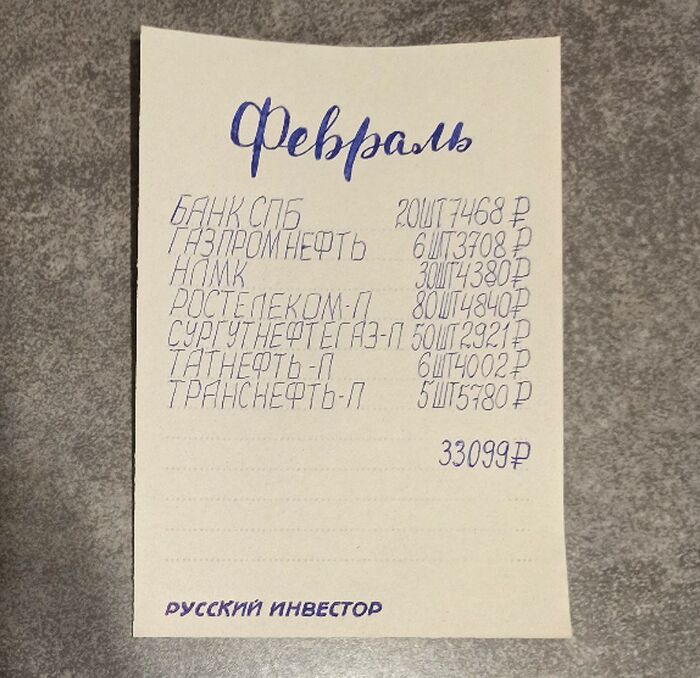 Февраль
БАНК СПБ 20ШТ 7468 ₽
ГАЗПРОМНЕФТЬ 6ШТ 3708 ₽
НЛМК 30ШТ 4380 ₽
РОСТЕЛЕКОМ-П 80ШТ 4840 ₽
СУРГУТНЕФТЕГАЗ-П 50ШТ 2921 ₽
ТАТНЕФТЬ-П 6ШТ 4002 ₽
ТРАНСНЕФТЬ-П 5ШТ 5780 ₽
33099 ₽
РУССКИЙ ИНВЕСТОР